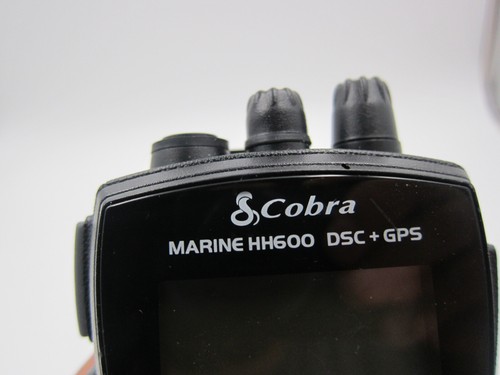 Cobra
MARINE HH600 DSC + GPS